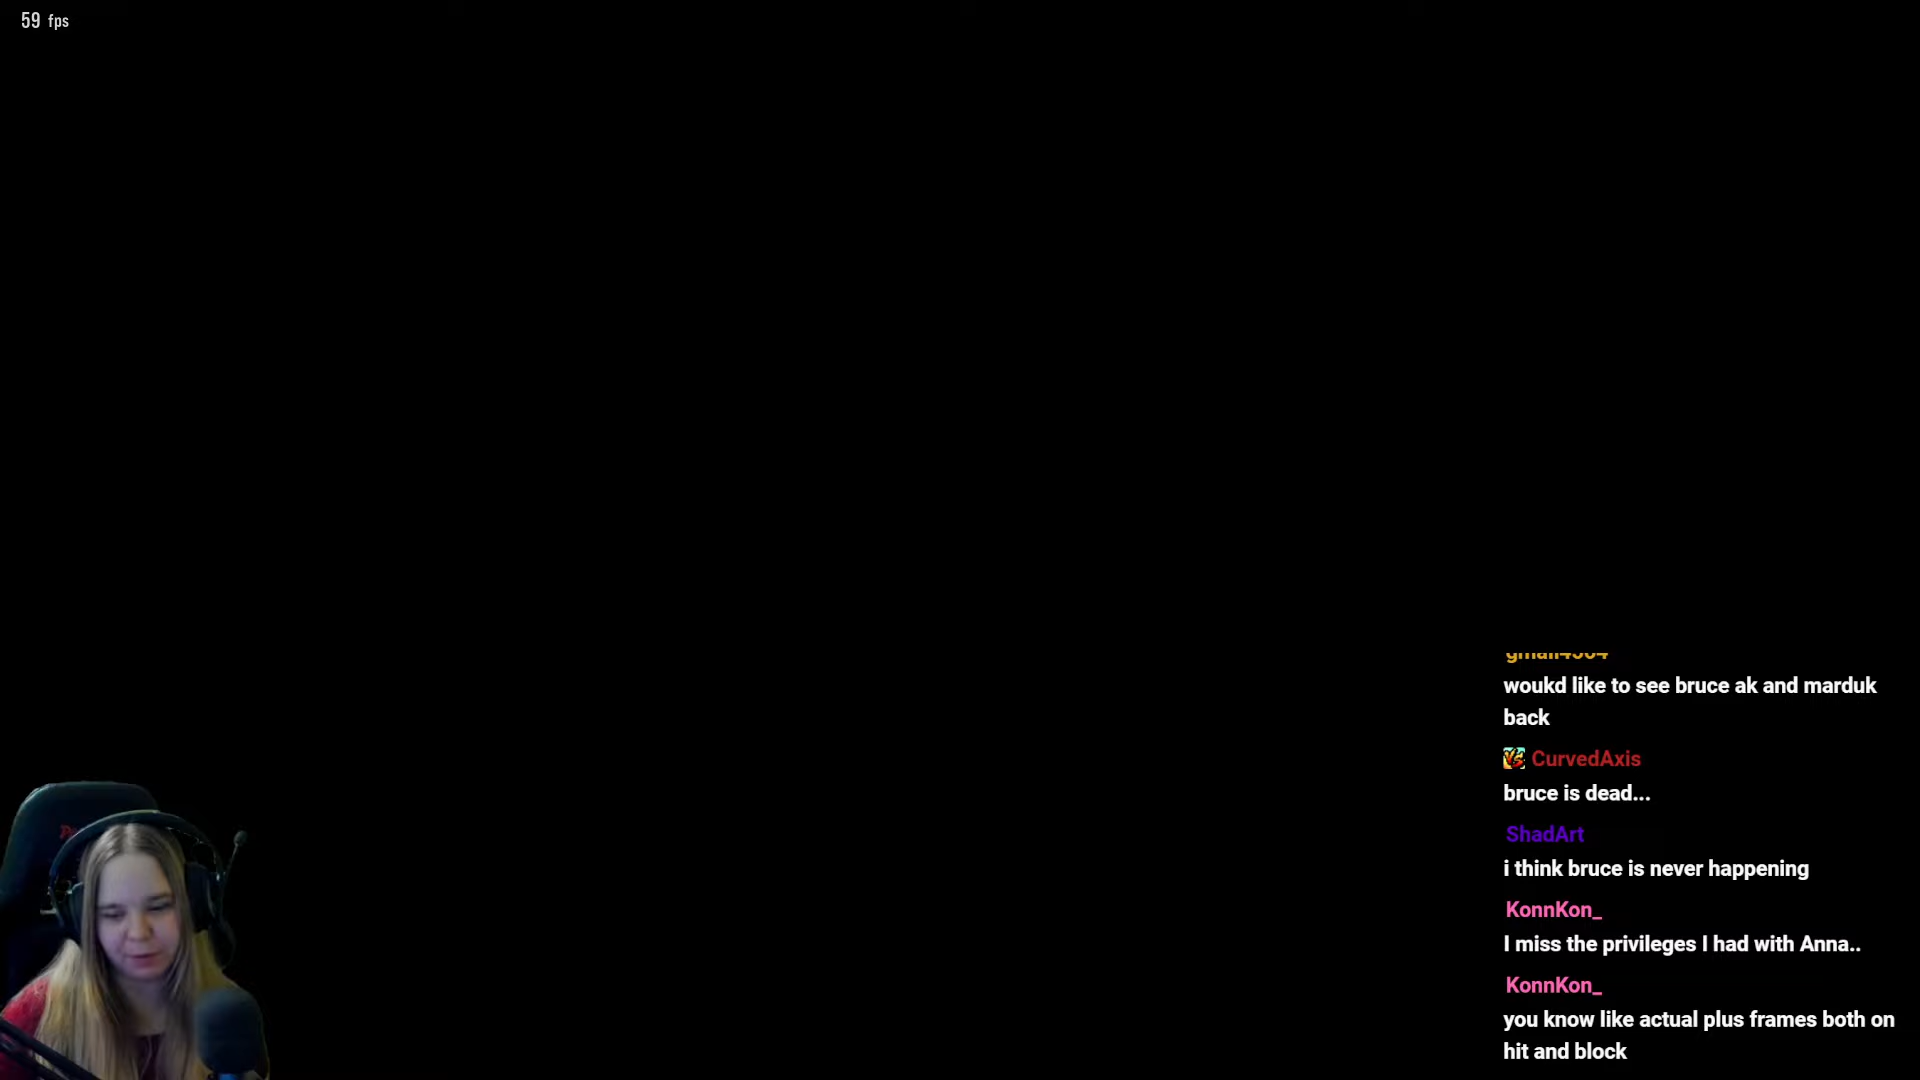 59 fps
woukd like to see bruce ak and marduk
back
CurvedAxis
bruce is dead...
ShadArt
i think bruce is never happening
KonnKon_
I miss the privileges I had with Anna..
KonnKon_
you know like actual plus frames both on
hit and block